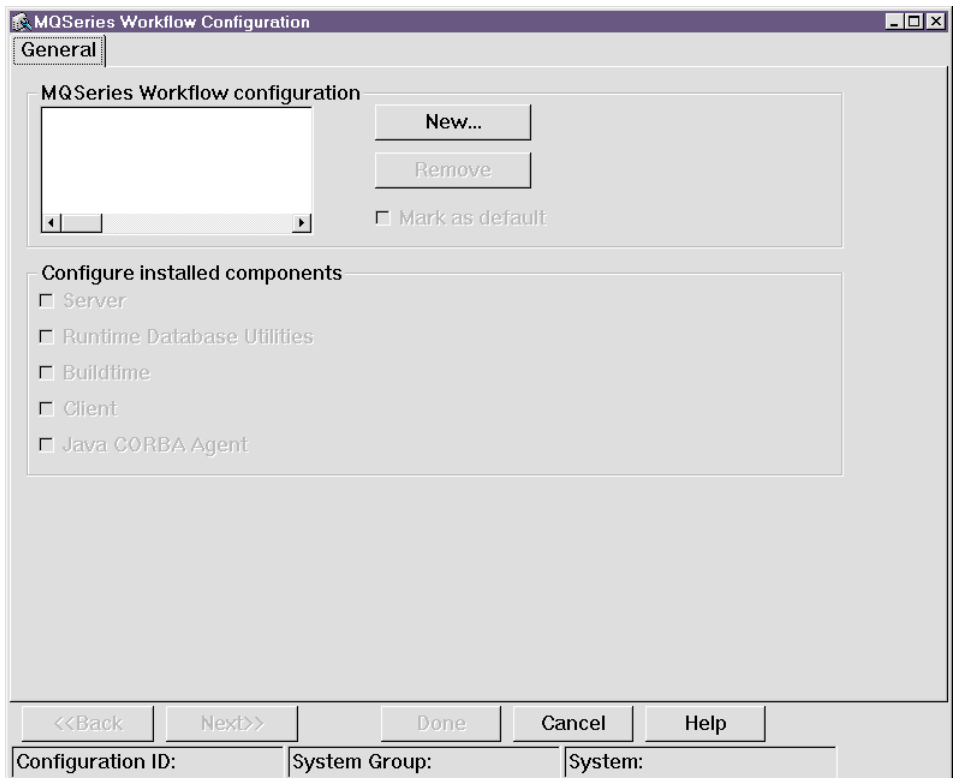 MQSeries Workflow Configuration
General
MQSeries Workflow configuration
New...
Remove
Mark as default
Configure installed components
Server
Runtime Database Utilities
Buildtime
Client
Java CORBA Agent
<<Back Next>> Done Cancel Help
Configuration ID: System Group: System: